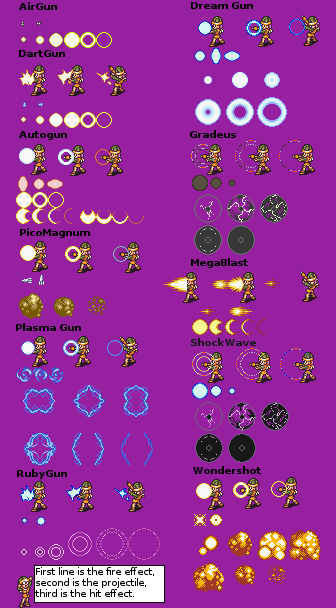 AirGun
DartGun
Autogun
PicoMagnum
Plasma Gun
RubyGun
Dream Gun
Gradeus
MegaBlast
ShockWave
Wondershot
First line is the fire effect,
second is the projectile,
third is the hit effect.